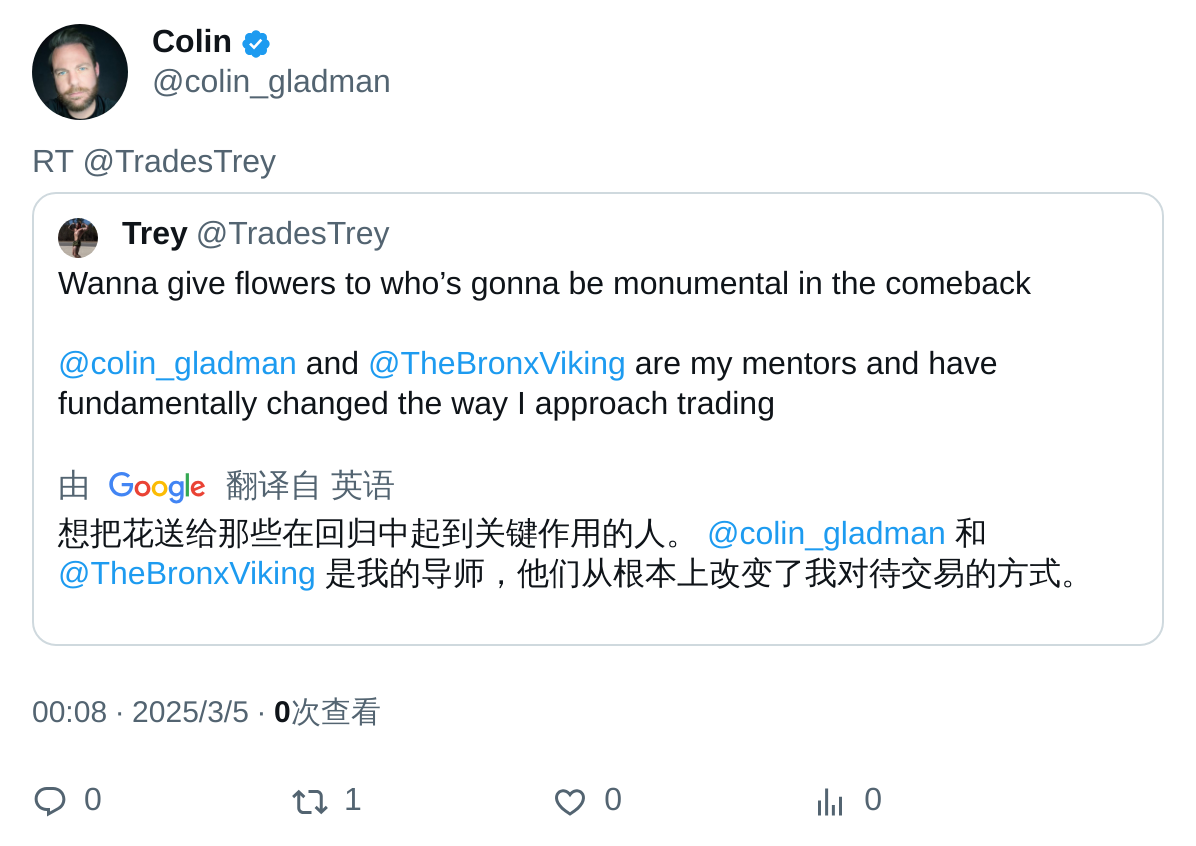 Colin
@colin_gladman
RT @TradesTrey
Trey @TradesTrey
Wanna give flowers to who’s gonna be monumental in the comeback
@colin_gladman and @TheBronxViking are my mentors and have
fundamentally changed the way I approach trading
由 Google 翻译自 英语
想把花送给那些在回归中起到关键作用的人。 @colin_gladman 和
@TheBronxViking 是我的导师，他们从根本上改变了我对待交易的方式。
00:08 · 2025/3/5 · 0次查看
0 1 0 0